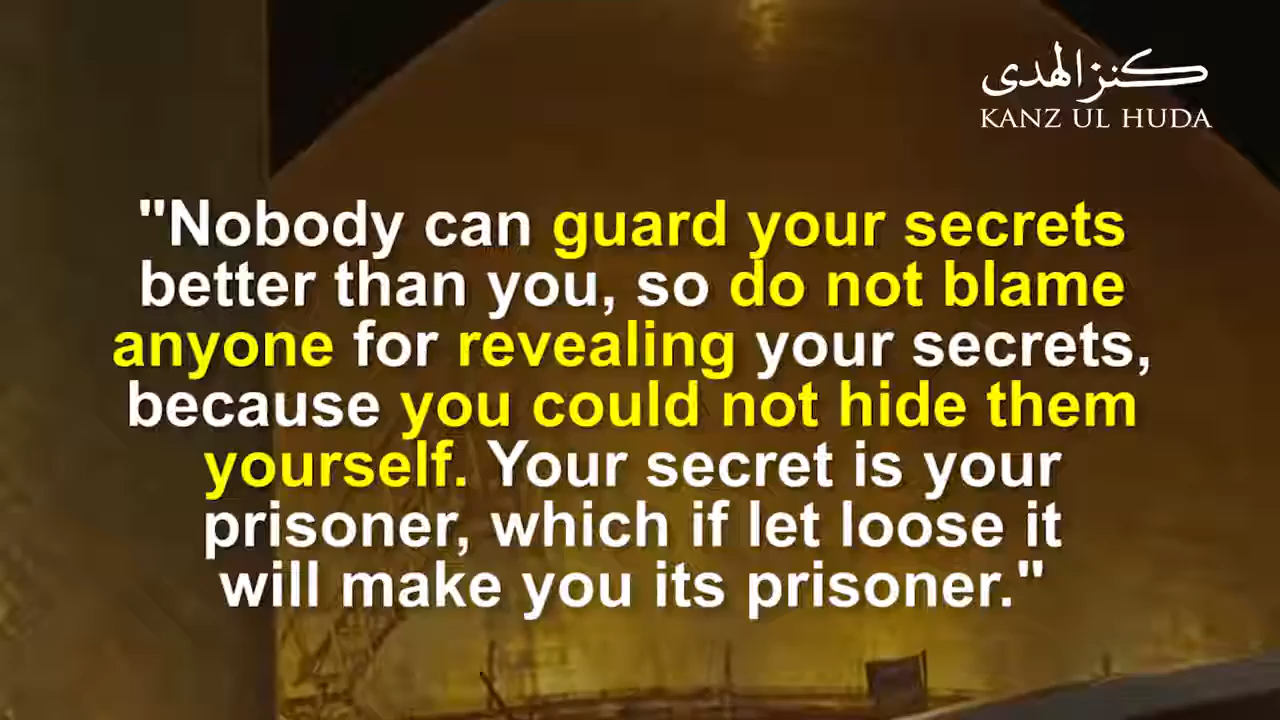 كنز الهدى
KANZ UL HUDA
"Nobody can guard your secrets
better than you, so do not blame
anyone for revealing your secrets,
because you could not hide them
yourself. Your secret is your
prisoner, which if let loose it
will make you its prisoner."